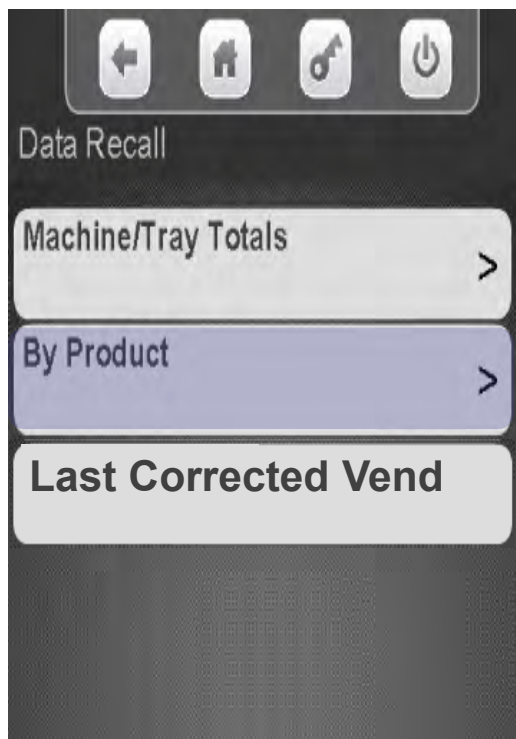 Data Recall
Machine/Tray Totals
>
By Product
>
Last Corrected Vend